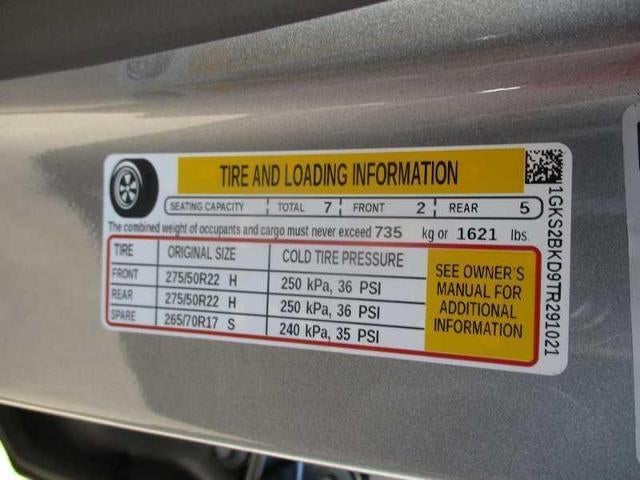 TIRE AND LOADING INFORMATION
SEATING CAPACITY TOTAL 7 FRONT 2 REAR 5
The combined weight of occupants and cargo must never exceed 735 kg or 1621 lbs.
TIRE ORIGINAL SIZE COLD TIRE PRESSURE
FRONT 275/50R22 H 250 kPa, 36 PSI
REAR 275/50R22 H 250 kPa, 36 PSI
SPARE 265/70R17 S 240 kPa, 35 PSI
SEE OWNER'S
MANUAL FOR
ADDITIONAL
INFORMATION
1GKS2BKD9TR291021